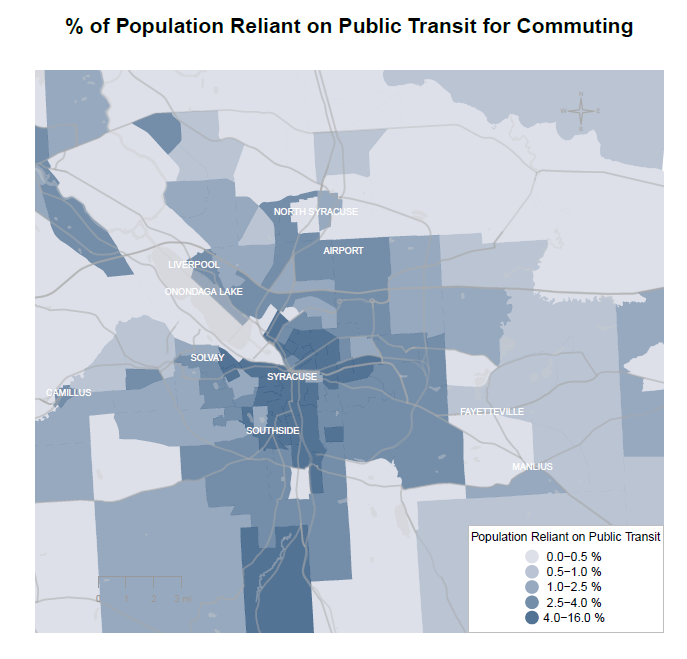 % of Population Reliant on Public Transit for Commuting
N
W E
S
NORTH SYRACUSE
AIRPORT
LIVERPOOL
ONONDAGA LAKE
SOLVAY
SYRACUSE
CAMILLUS
FAYETTEVILLE
SOUTHSIDE
MANLIUS
Population Reliant on Public Transit
0.0−0.5 %
0.5−1.0 %
1.0−2.5 %
2.5−4.0 %
4.0−16.0 %
0 1 2 3 mi